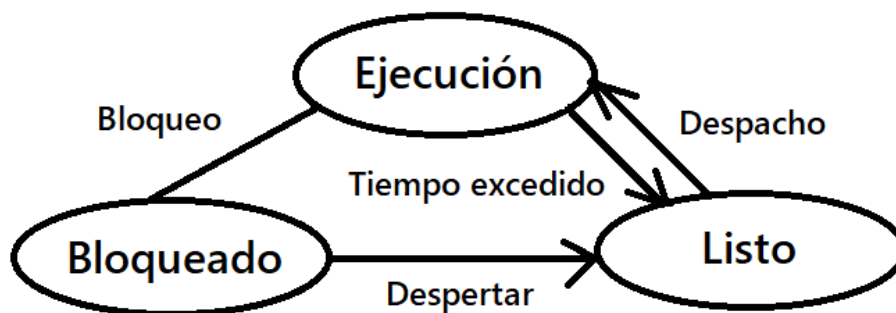 Ejecución
Bloqueo
Despacho
Tiempo excedido
Bloqueado
Listo
Despertar